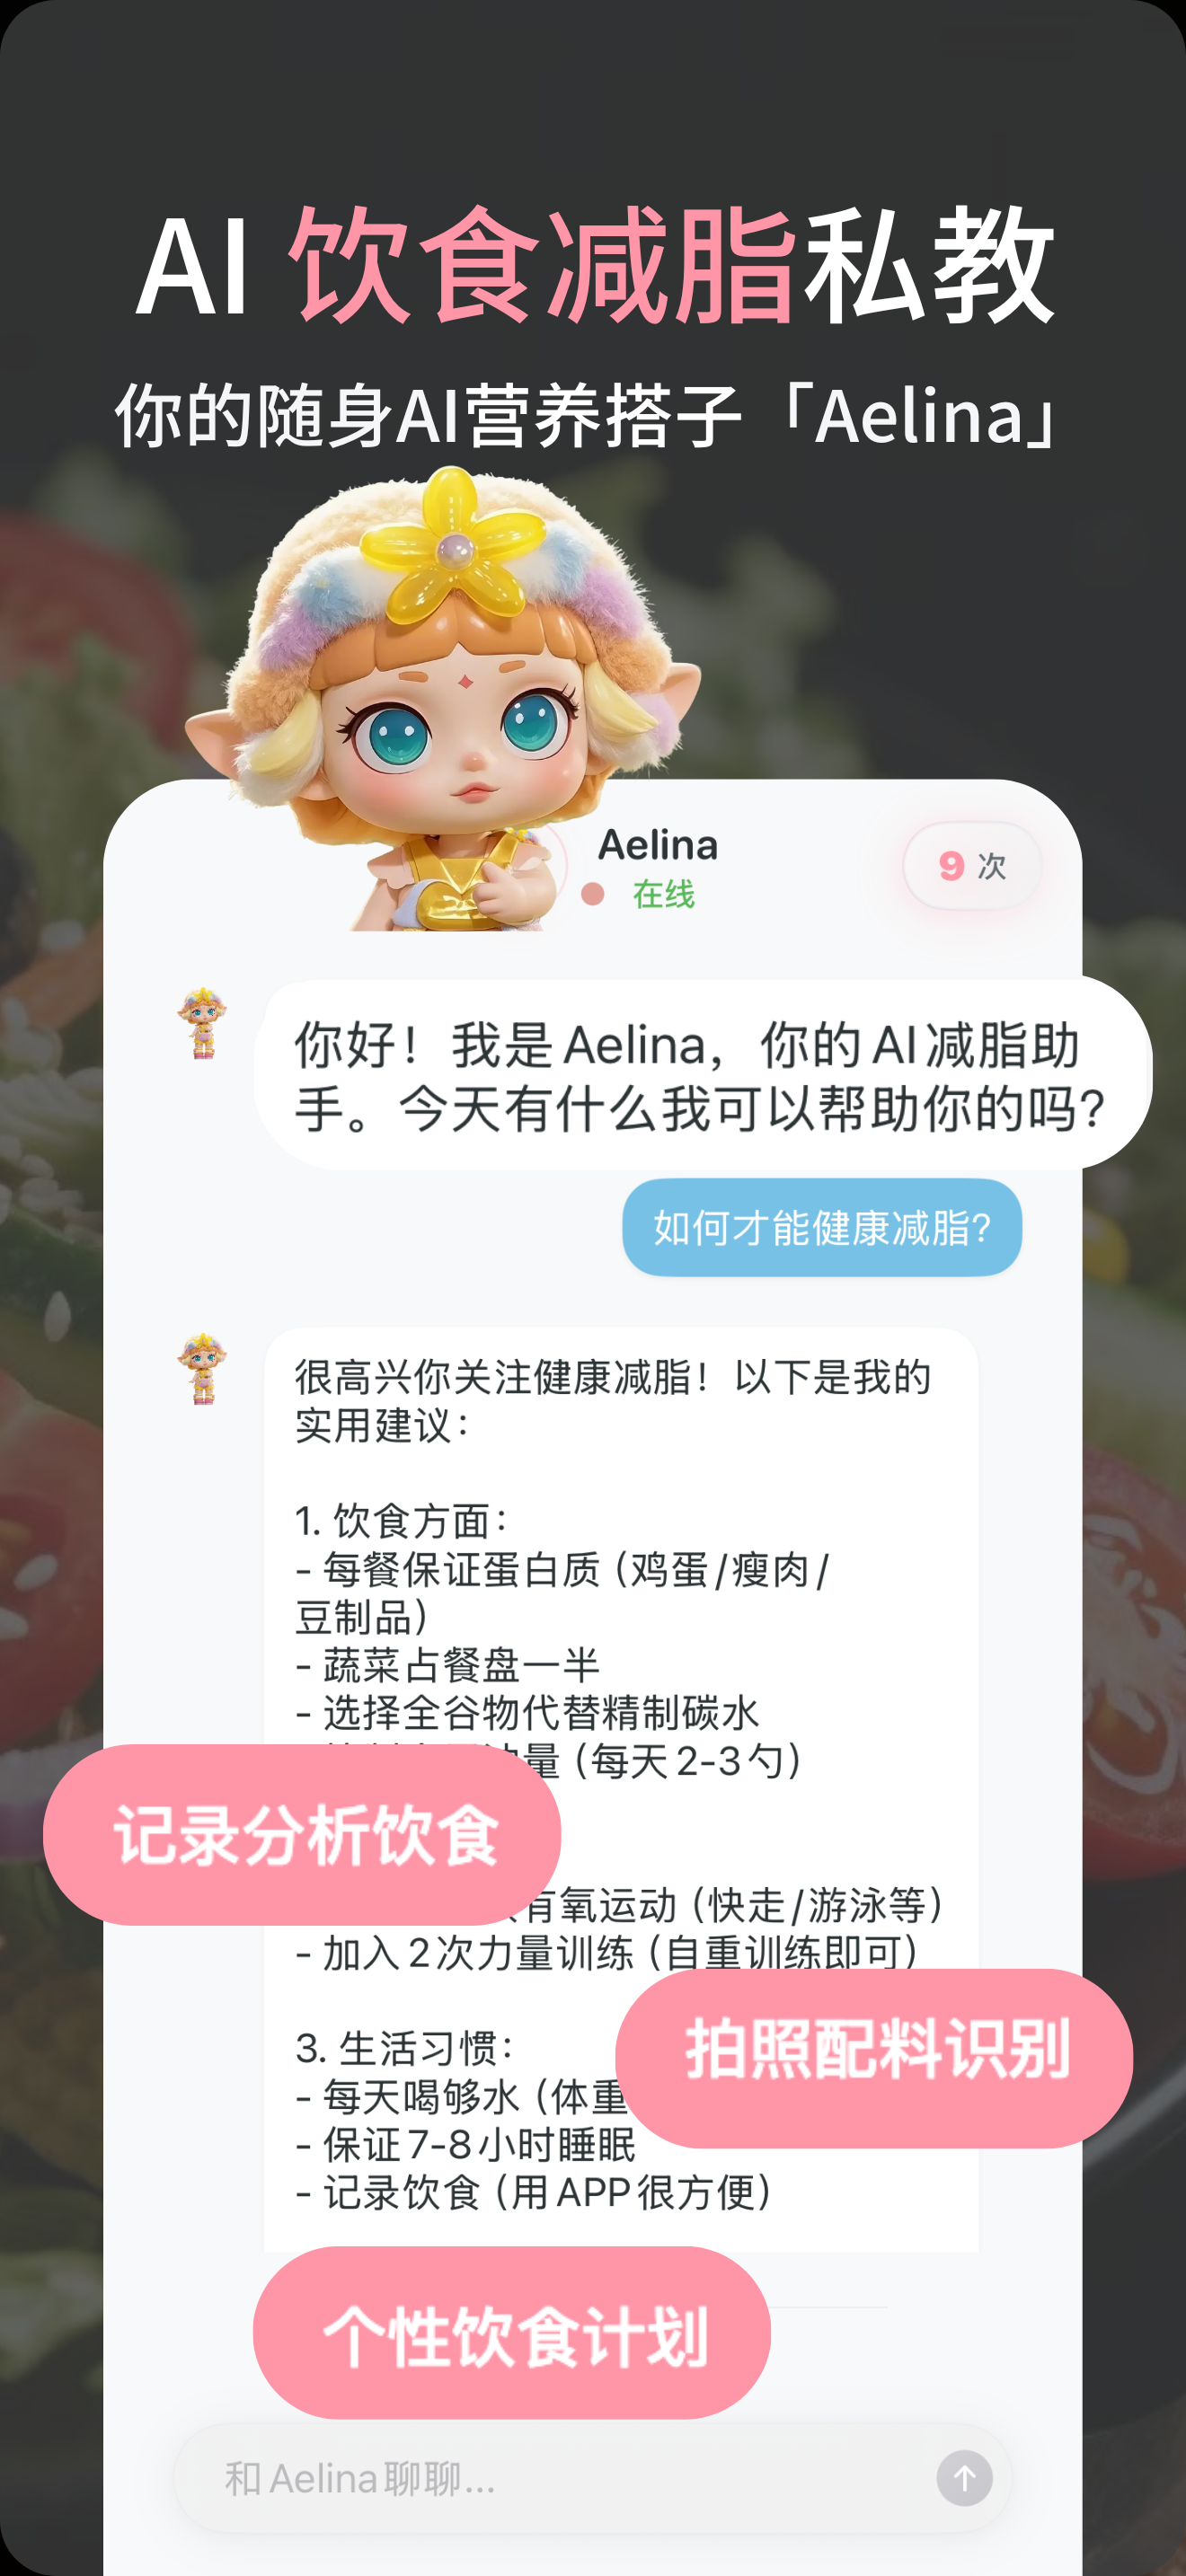 AI 饮食减脂私教
你的随身AI营养搭子「Aelina」
Aelina
在线
9 次
你好！我是Aelina，你的AI减脂助
手。今天有什么我可以帮助你的吗?
如何才能健康减脂?
很高兴你关注健康减脂！以下是我的
实用建议：
1. 饮食方面：
- 每餐保证蛋白质（鸡蛋/瘦肉/
豆制品）
- 蔬菜占餐盘一半
- 选择全谷物代替精制碳水
量（每天2-3勺）
记录分析饮食
有氧运动（快走/游泳等）
- 加入2次力量训练（自重训练即可）
拍照配料识别
3. 生活习惯：
- 每天喝够水（体重
- 保证7-8小时睡眠
- 记录饮食（用APP很方便）
个性饮食计划
和Aelina聊聊...